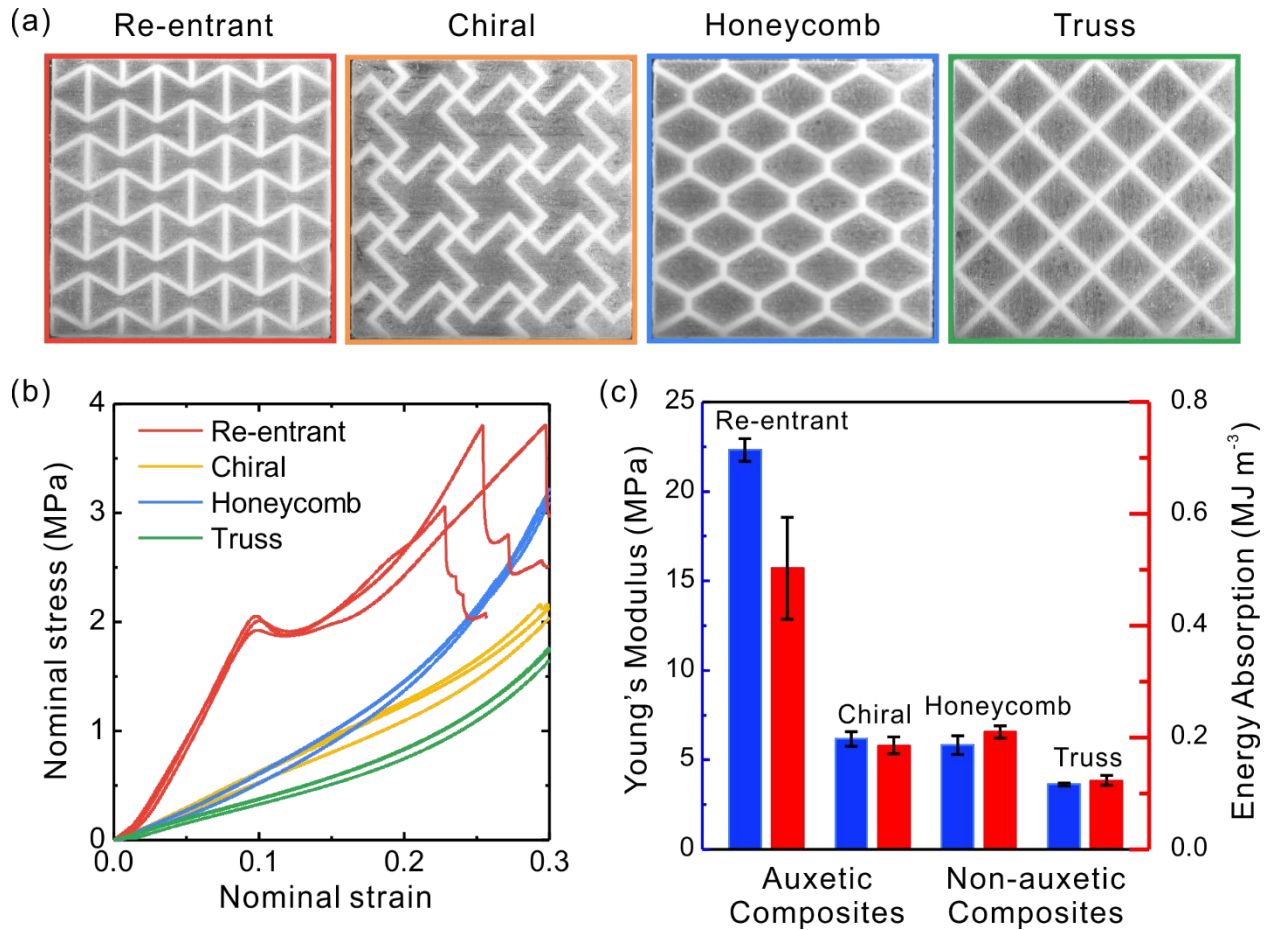 (a)
Re-entrant
Chiral
Honeycomb
Truss
(b)
4
3
2
1
0
0.0
0.1
0.2
0.3
Nominal stress (MPa)
Nominal strain
Re-entrant
Chiral
Honeycomb
Truss
(c)
25
20
15
10
5
0
Young's Modulus (MPa)
Re-entrant
Chiral
Honeycomb
Truss
0.8
0.6
0.4
0.2
0.0
Energy Absorption (MJ m⁻³)
Auxetic
Composites
Non-auxetic
Composites